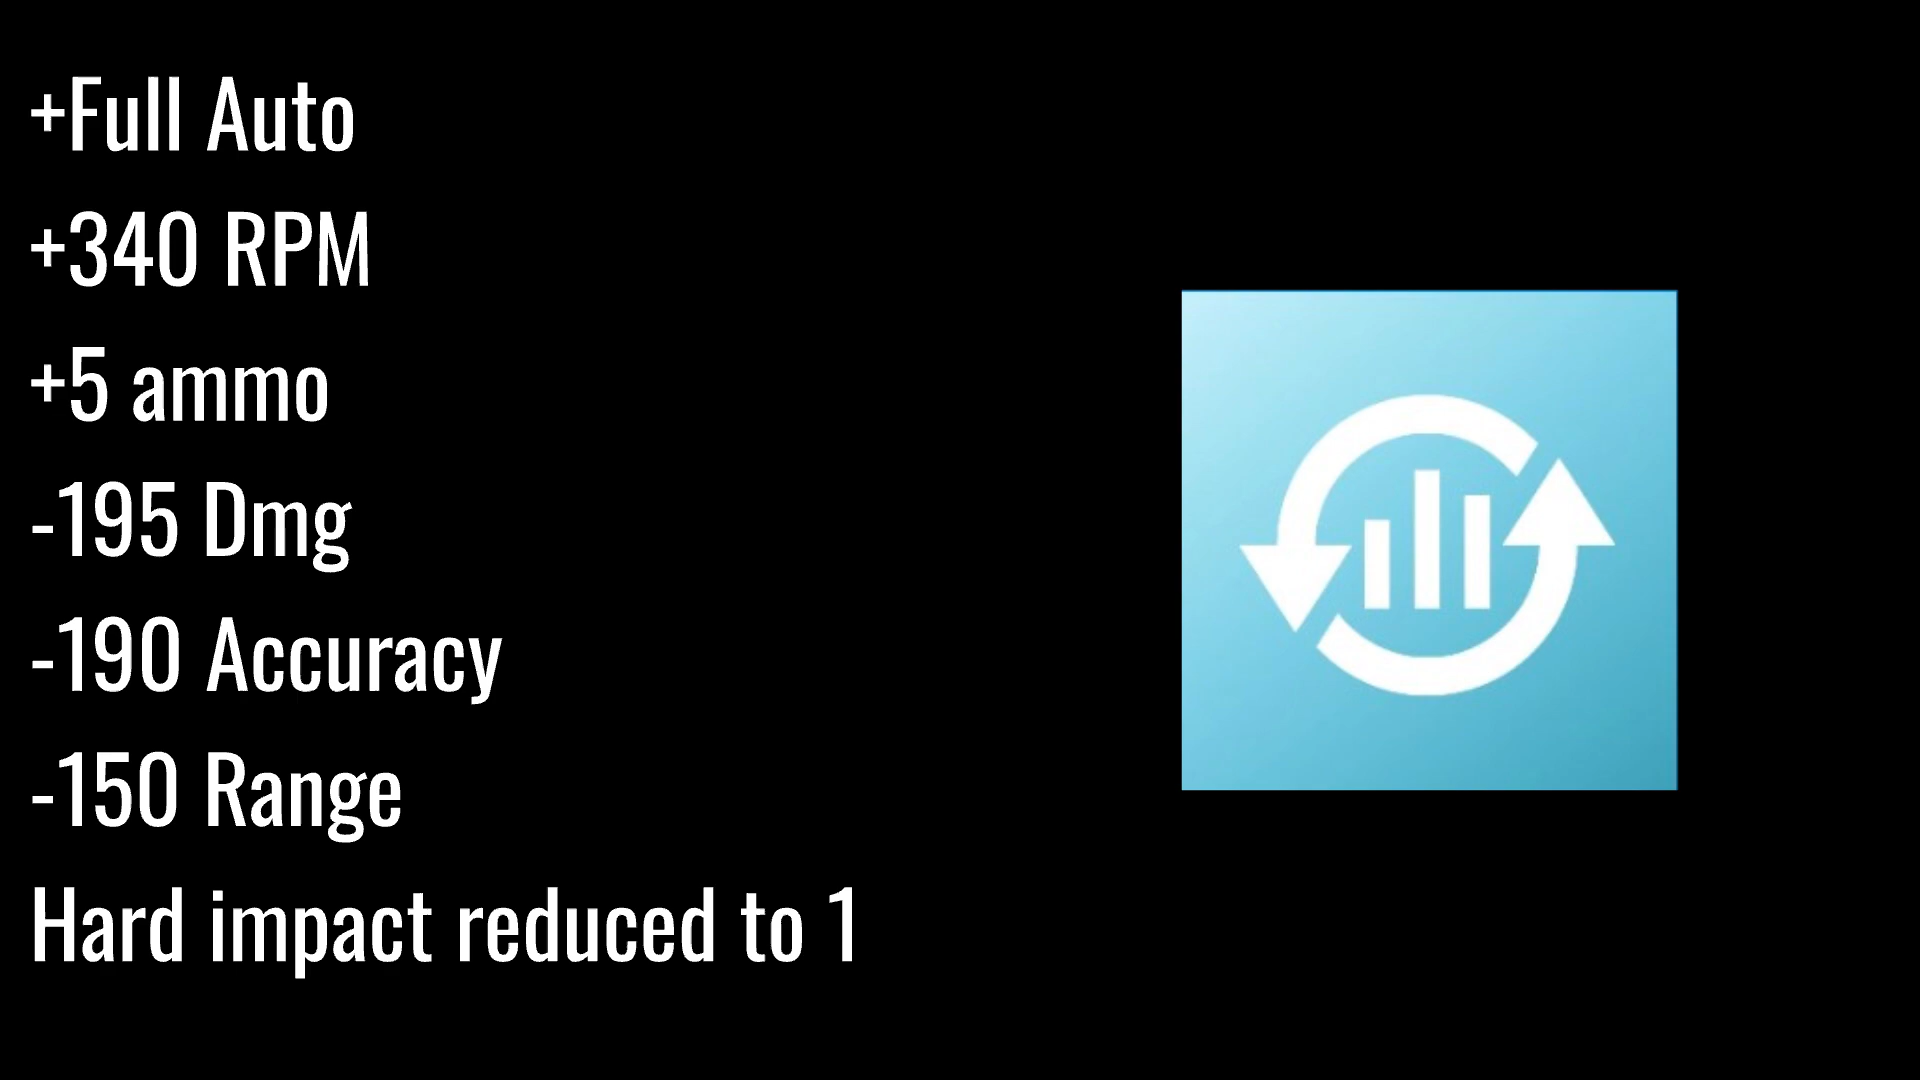 +Full Auto
+340 RPM
+5 ammo
-195 Dmg
-190 Accuracy
-150 Range
Hard impact reduced to 1